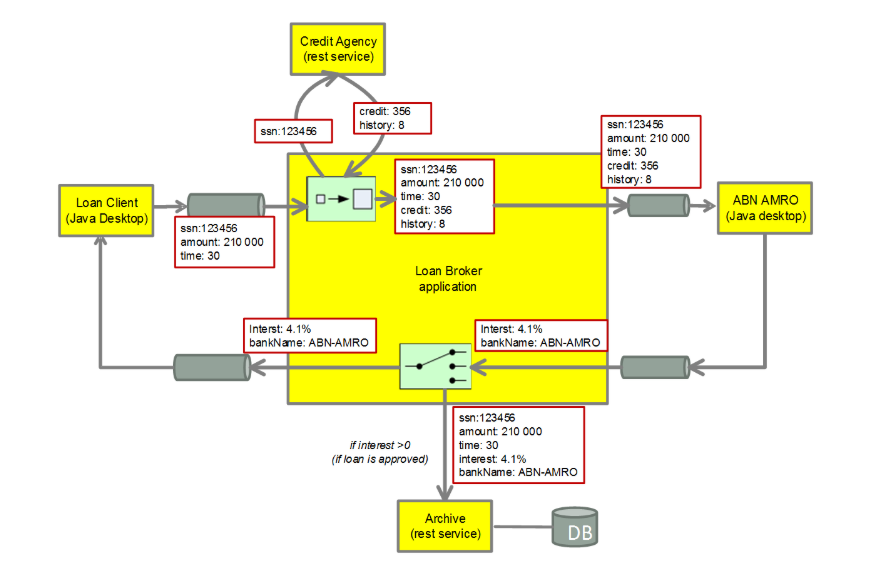 Credit Agency
(rest service)
ssn:123456
credit: 356
history: 8
ssn:123456
amount: 210 000
time: 30
credit: 356
history: 8
ssn:123456
amount: 210 000
time: 30
credit: 356
history: 8
Loan Client
(Java Desktop)
ABN AMRO
(Java desktop)
ssn:123456
amount: 210 000
time: 30
Loan Broker
application
Interst: 4.1%
bankName: ABN-AMRO
Interst: 4.1%
bankName: ABN-AMRO
if interest >0
(if loan is approved)
ssn:123456
amount: 210 000
time: 30
interest: 4.1%
bankName: ABN-AMRO
Archive
(rest service)
DB